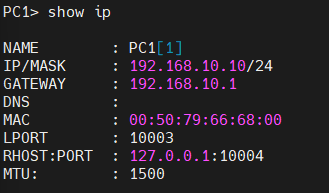 PC1> show ip
NAME        : PC1[1]
IP/MASK     : 192.168.10.10/24
GATEWAY     : 192.168.10.1
DNS         :
MAC         : 00:50:79:66:68:00
LPORT       : 10003
RHOST:PORT  : 127.0.0.1:10004
MTU:        : 1500